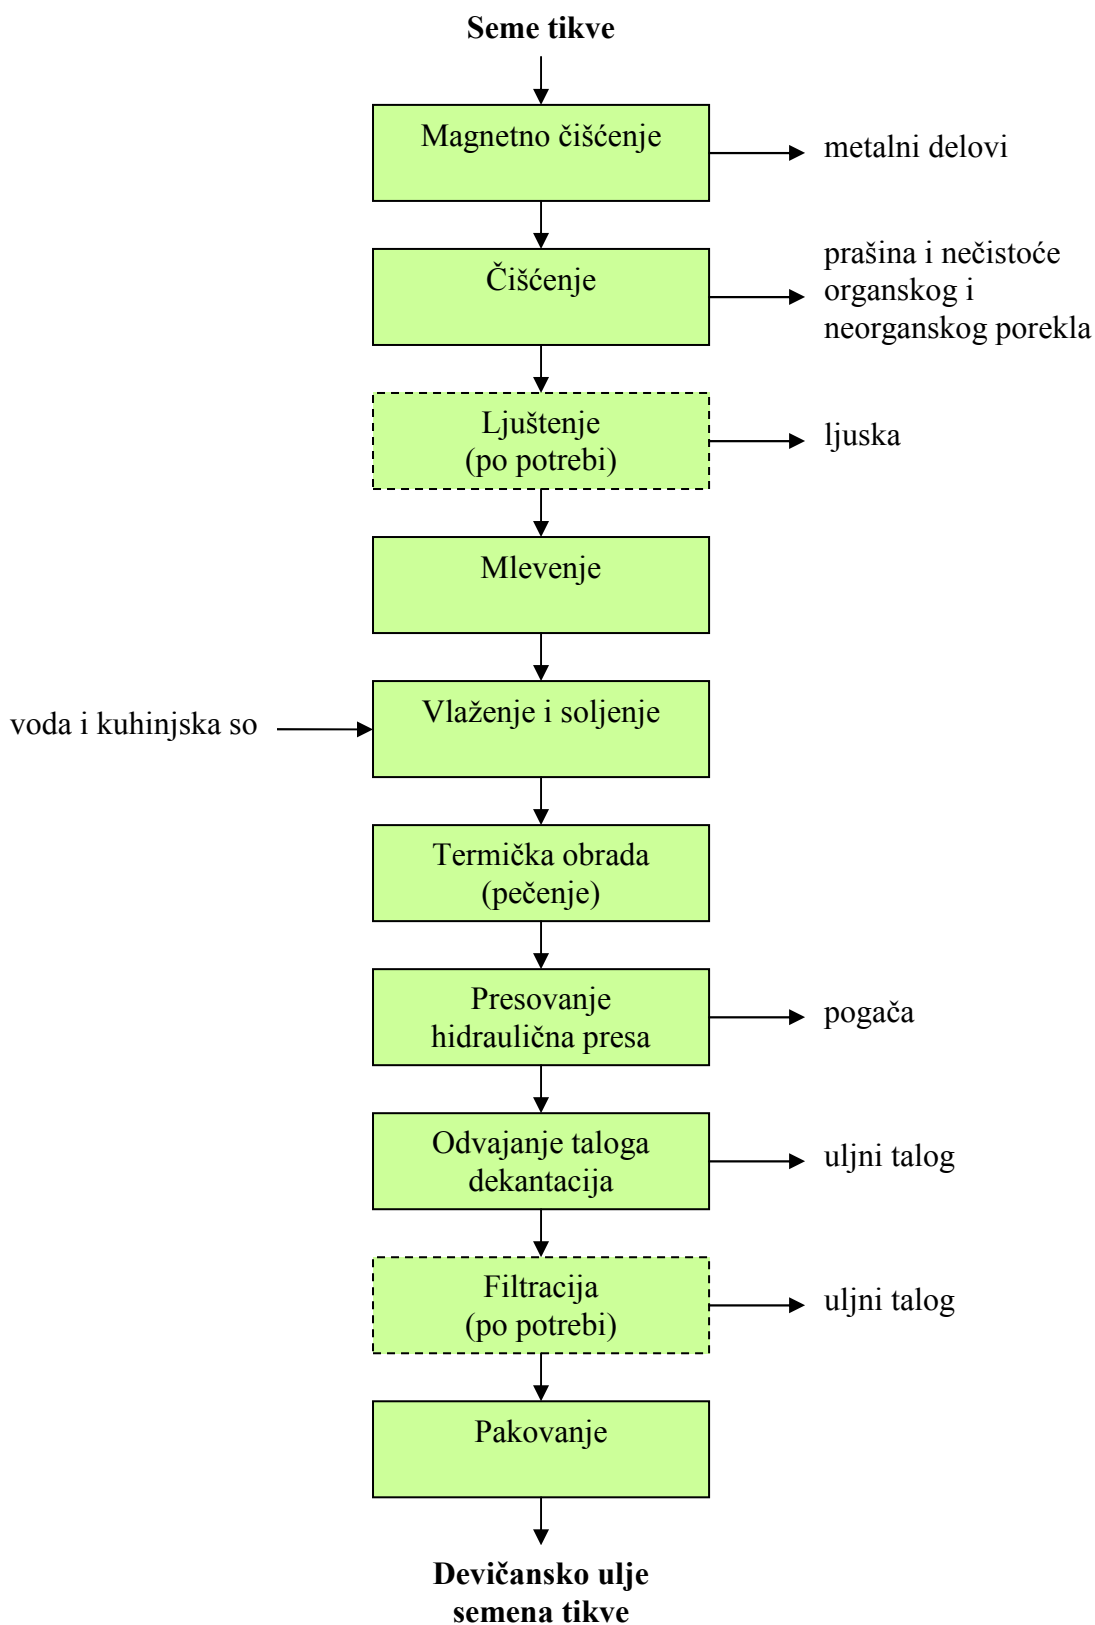 Seme tikve
Magnetno čišćenje
metalni delovi
Čišćenje
prašina i nečistoće
organskog i
neorganskog porekla
Ljuštenje
(po potrebi)
ljuska
Mlevenje
voda i kuhinjska so
Vlaženje i soljenje
Termička obrada
(pečenje)
Presovanje
hidraulična presa
pogača
Odvajanje taloga
dekantacija
uljni talog
Filtracija
(po potrebi)
uljni talog
Pakovanje
Devičansko ulje
semena tikve